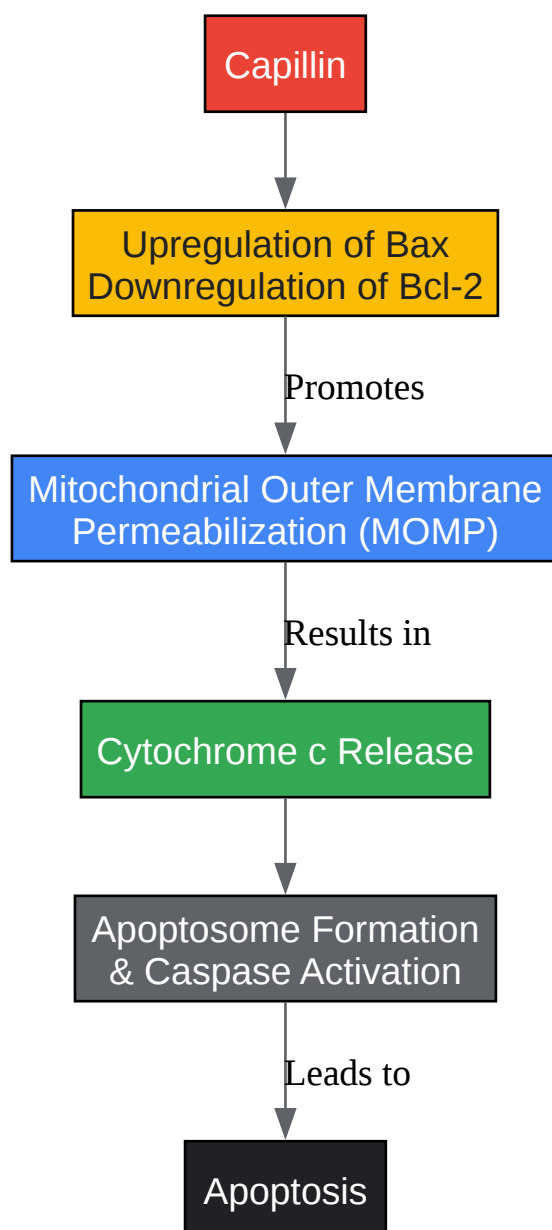 Capillin
Upregulation of Bax
Downregulation of Bcl-2
Promotes
Mitochondrial Outer Membrane
Permeabilization (MOMP)
Results in
Cytochrome c Release
Apoptosome Formation
& Caspase Activation
Leads to
Apoptosis